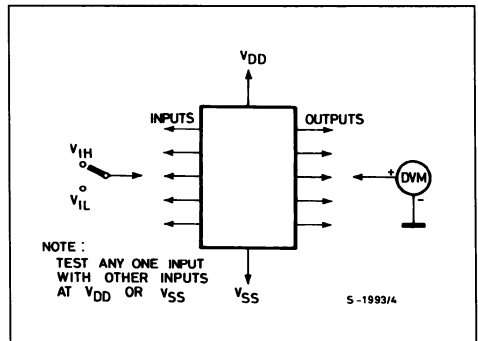 VDD
INPUTS OUTPUTS
VIH
VIL
+ DVM
-
NOTE :
TEST ANY ONE INPUT
WITH OTHER INPUTS
AT VDD OR VSS
VSS
S-1993/4